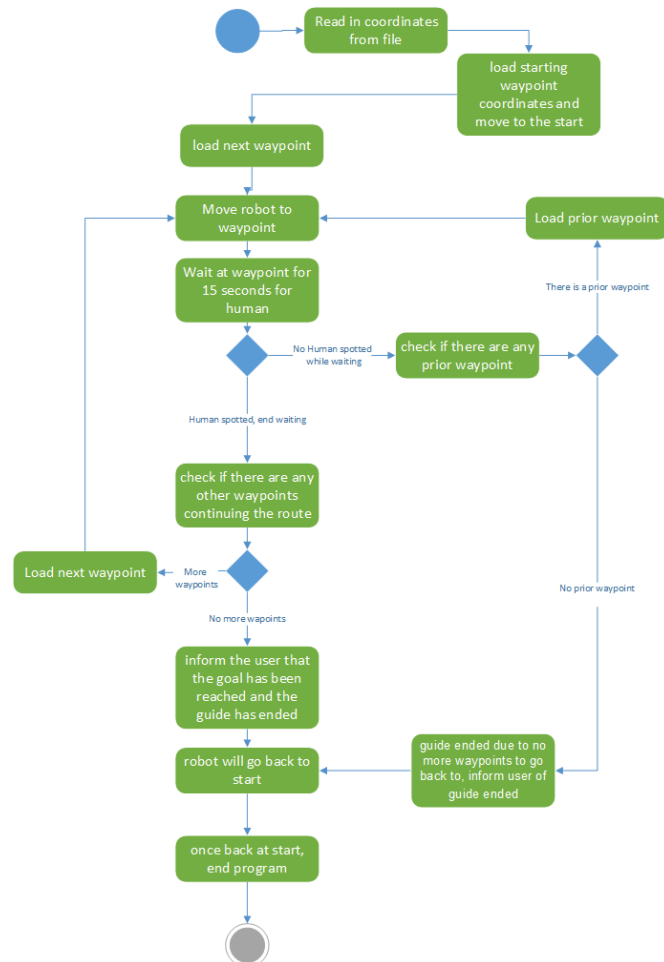 Read in coordinates
from file
load starting
waypoint
coordinates and
move to the start
load next waypoint
Move robot to
waypoint
Load prior waypoint
Wait at waypoint for
15 seconds for
human
There is a prior waypoint
No Human spotted
while waiting
check if there are any
prior waypoint
Human spotted, end waiting
check if there are any
other waypoints
continuing the route
Load next waypoint
More
waypoints
No prior waypoint
No more wapoints
inform the user that
the goal has been
reached and the
guide has ended
guide ended due to no
more waypoints to go
back to, inform user of
guide ended
robot will go back to
start
once back at start,
end program